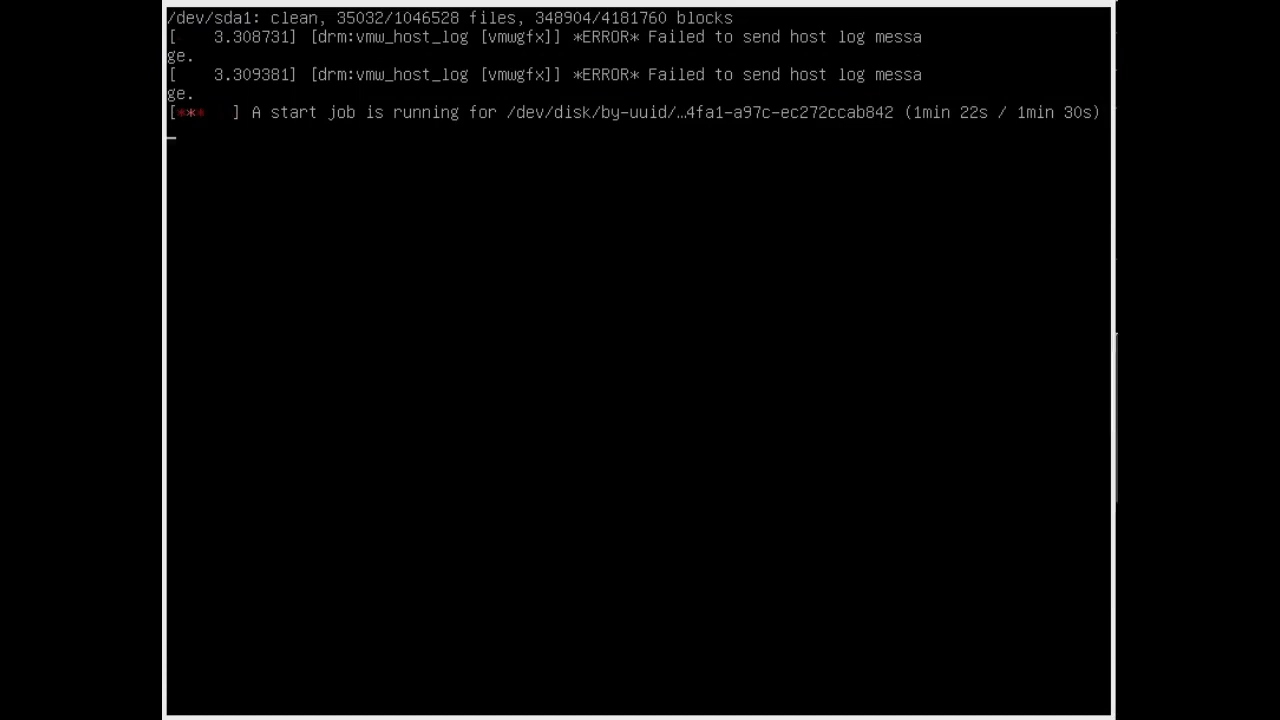 /dev/sda1: clean, 35032/1046528 files, 348904/4181760 blocks
[    3.308731] [drm:vmw_host_log [vmwgfx]] *ERROR* Failed to send host log messa
ge.
[    3.309381] [drm:vmw_host_log [vmwgfx]] *ERROR* Failed to send host log messa
ge.
[***   ] A start job is running for /dev/disk/by-uuid/…4fa1-a97c-ec272ccab842 (1min 22s / 1min 30s)